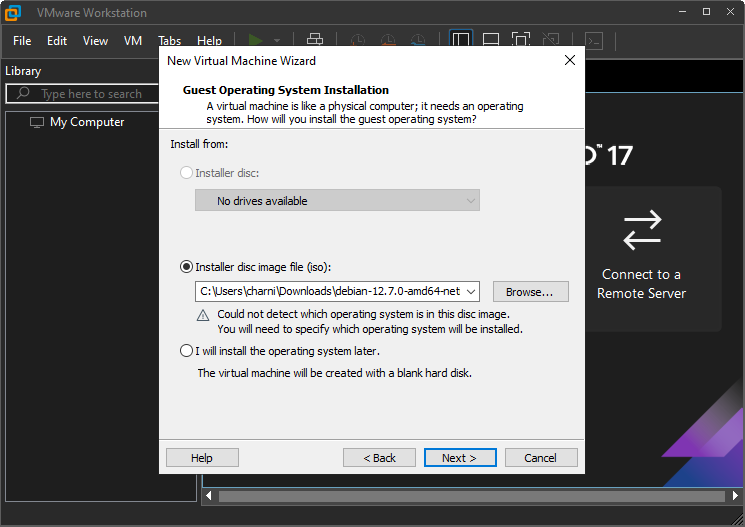 VMware Workstation
File Edit View VM Tabs Help
Library
Type here to search
My Computer
New Virtual Machine Wizard
Guest Operating System Installation
A virtual machine is like a physical computer; it needs an operating
system. How will you install the guest operating system?
Install from:
Installer disc:
No drives available
Installer disc image file (iso):
C:\Users\charni\Downloads\debian-12.7.0-amd64-net
Browse...
Could not detect which operating system is in this disc image.
You will need to specify which operating system will be installed.
I will install the operating system later.
The virtual machine will be created with a blank hard disk.
Help
< Back
Next >
Cancel
™ 17
Connect to a
Remote Server